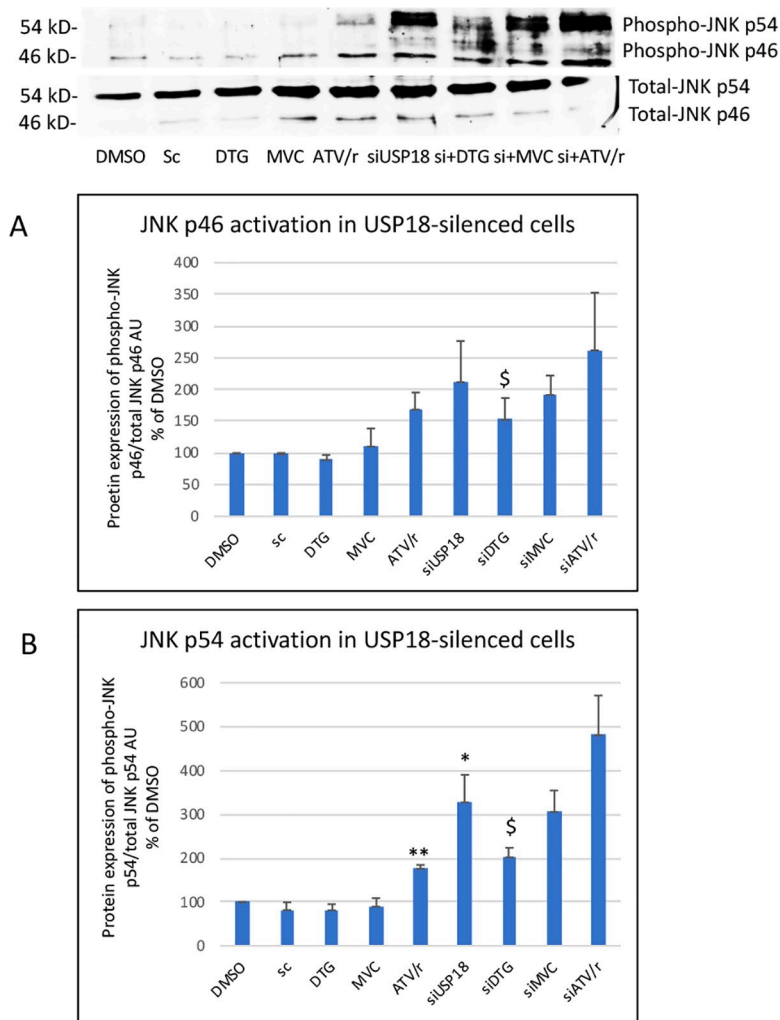 54 kD-
Phospho-JNK p54
46 kD-
Phospho-JNK p46
54 kD-
Total-JNK p54
46 kD-
Total-JNK p46
DMSO Sc DTG MVC ATV/r siUSP18 si+DTG si+MVC si+ATV/r
A
JNK p46 activation in USP18-silenced cells
Proetin expression of phospho-JNK
p46/total JNK p46 AU
% of DMSO
400
350
300
250
200
150
100
50
0
$
DMSO
sc
DTG
MVC
ATV/r
siUSP18
siDTG
siMVC
siATV/r
B
JNK p54 activation in USP18-silenced cells
Protein expression of phospho-JNK
p54/total JNK p54 AU
% of DMSO
600
500
400
300
200
100
0
**
*
$
DMSO
sc
DTG
MVC
ATV/r
siUSP18
siDTG
siMVC
siATV/r